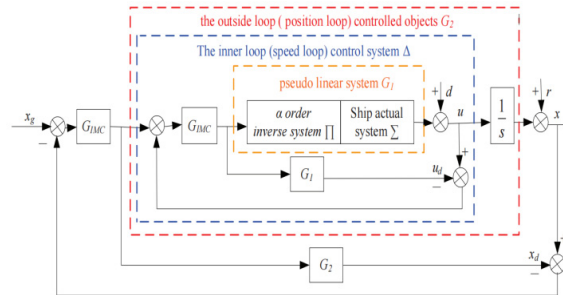 the outside loop ( position loop) controlled objects G2
The inner loop (speed loop) control system Δ
pseudo linear system G1
+ d
+ r
xg
GIMC
GIMC
α order
inverse system ∏
Ship actual
system ∑
u
1
s
x
−
+
G1
ud
−
G2
xd
−